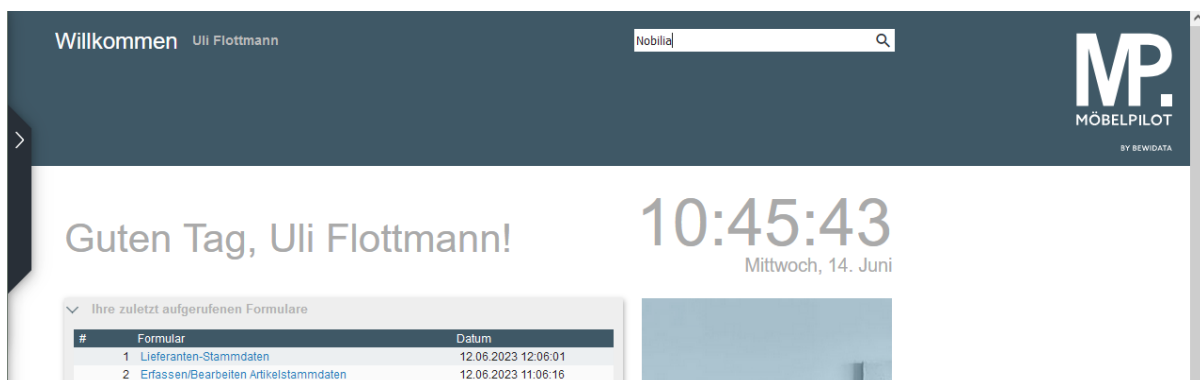 Willkommen Uli Flottmann
Nobilia
MP.
MÖBELPILOT
BY BEWIDATA
Guten Tag, Uli Flottmann!
10:45:43
Mittwoch, 14. Juni
Ihre zuletzt aufgerufenen Formulare
# Formular Datum
1 Lieferanten-Stammdaten 12.06.2023 12:06:01
2 Erfassen/Bearbeiten Artikelstammdaten 12.06.2023 11:06:16